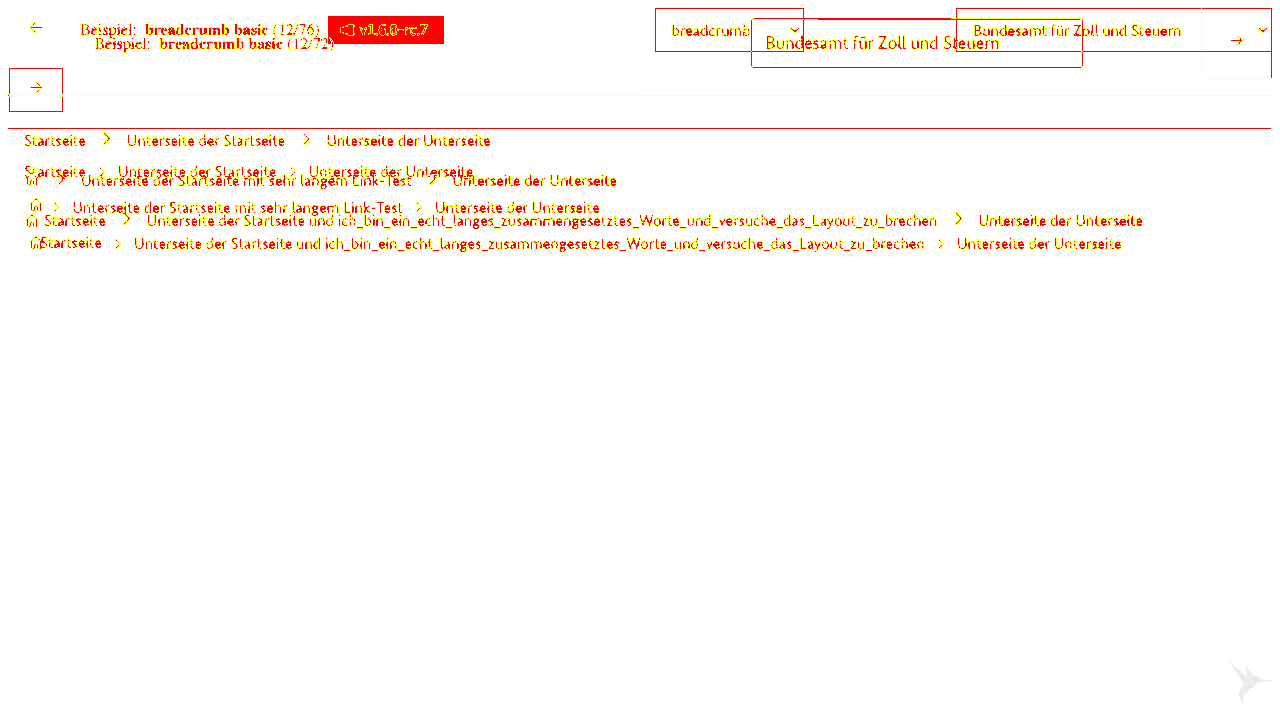 Beispiel: breadcrumb basic (12/76) v1.6.0-rc.7 breadcrumb Bundesamt für Zoll und Steuern
Beispiel: breadcrumb basic (12/72) Bundesamt für Zoll und Steuern
Startseite Unterseite der Startseite Unterseite der Unterseite
Startseite Unterseite der Startseite Unterseite der Unterseite
Unterseite der Startseite mit sehr langem Link-Test Unterseite der Unterseite
Unterseite der Startseite mit sehr langem Link-Test Unterseite der Unterseite
Startseite Unterseite der Startseite und ich_bin_ein_echt_langes_zusammengesetztes_Worte_und_versuche_das_Layout_zu_brechen Unterseite der Unterseite
Startseite Unterseite der Startseite und ich_bin_ein_echt_langes_zusammengesetztes_Worte_und_versuche_das_Layout_zu_brechen Unterseite der Unterseite